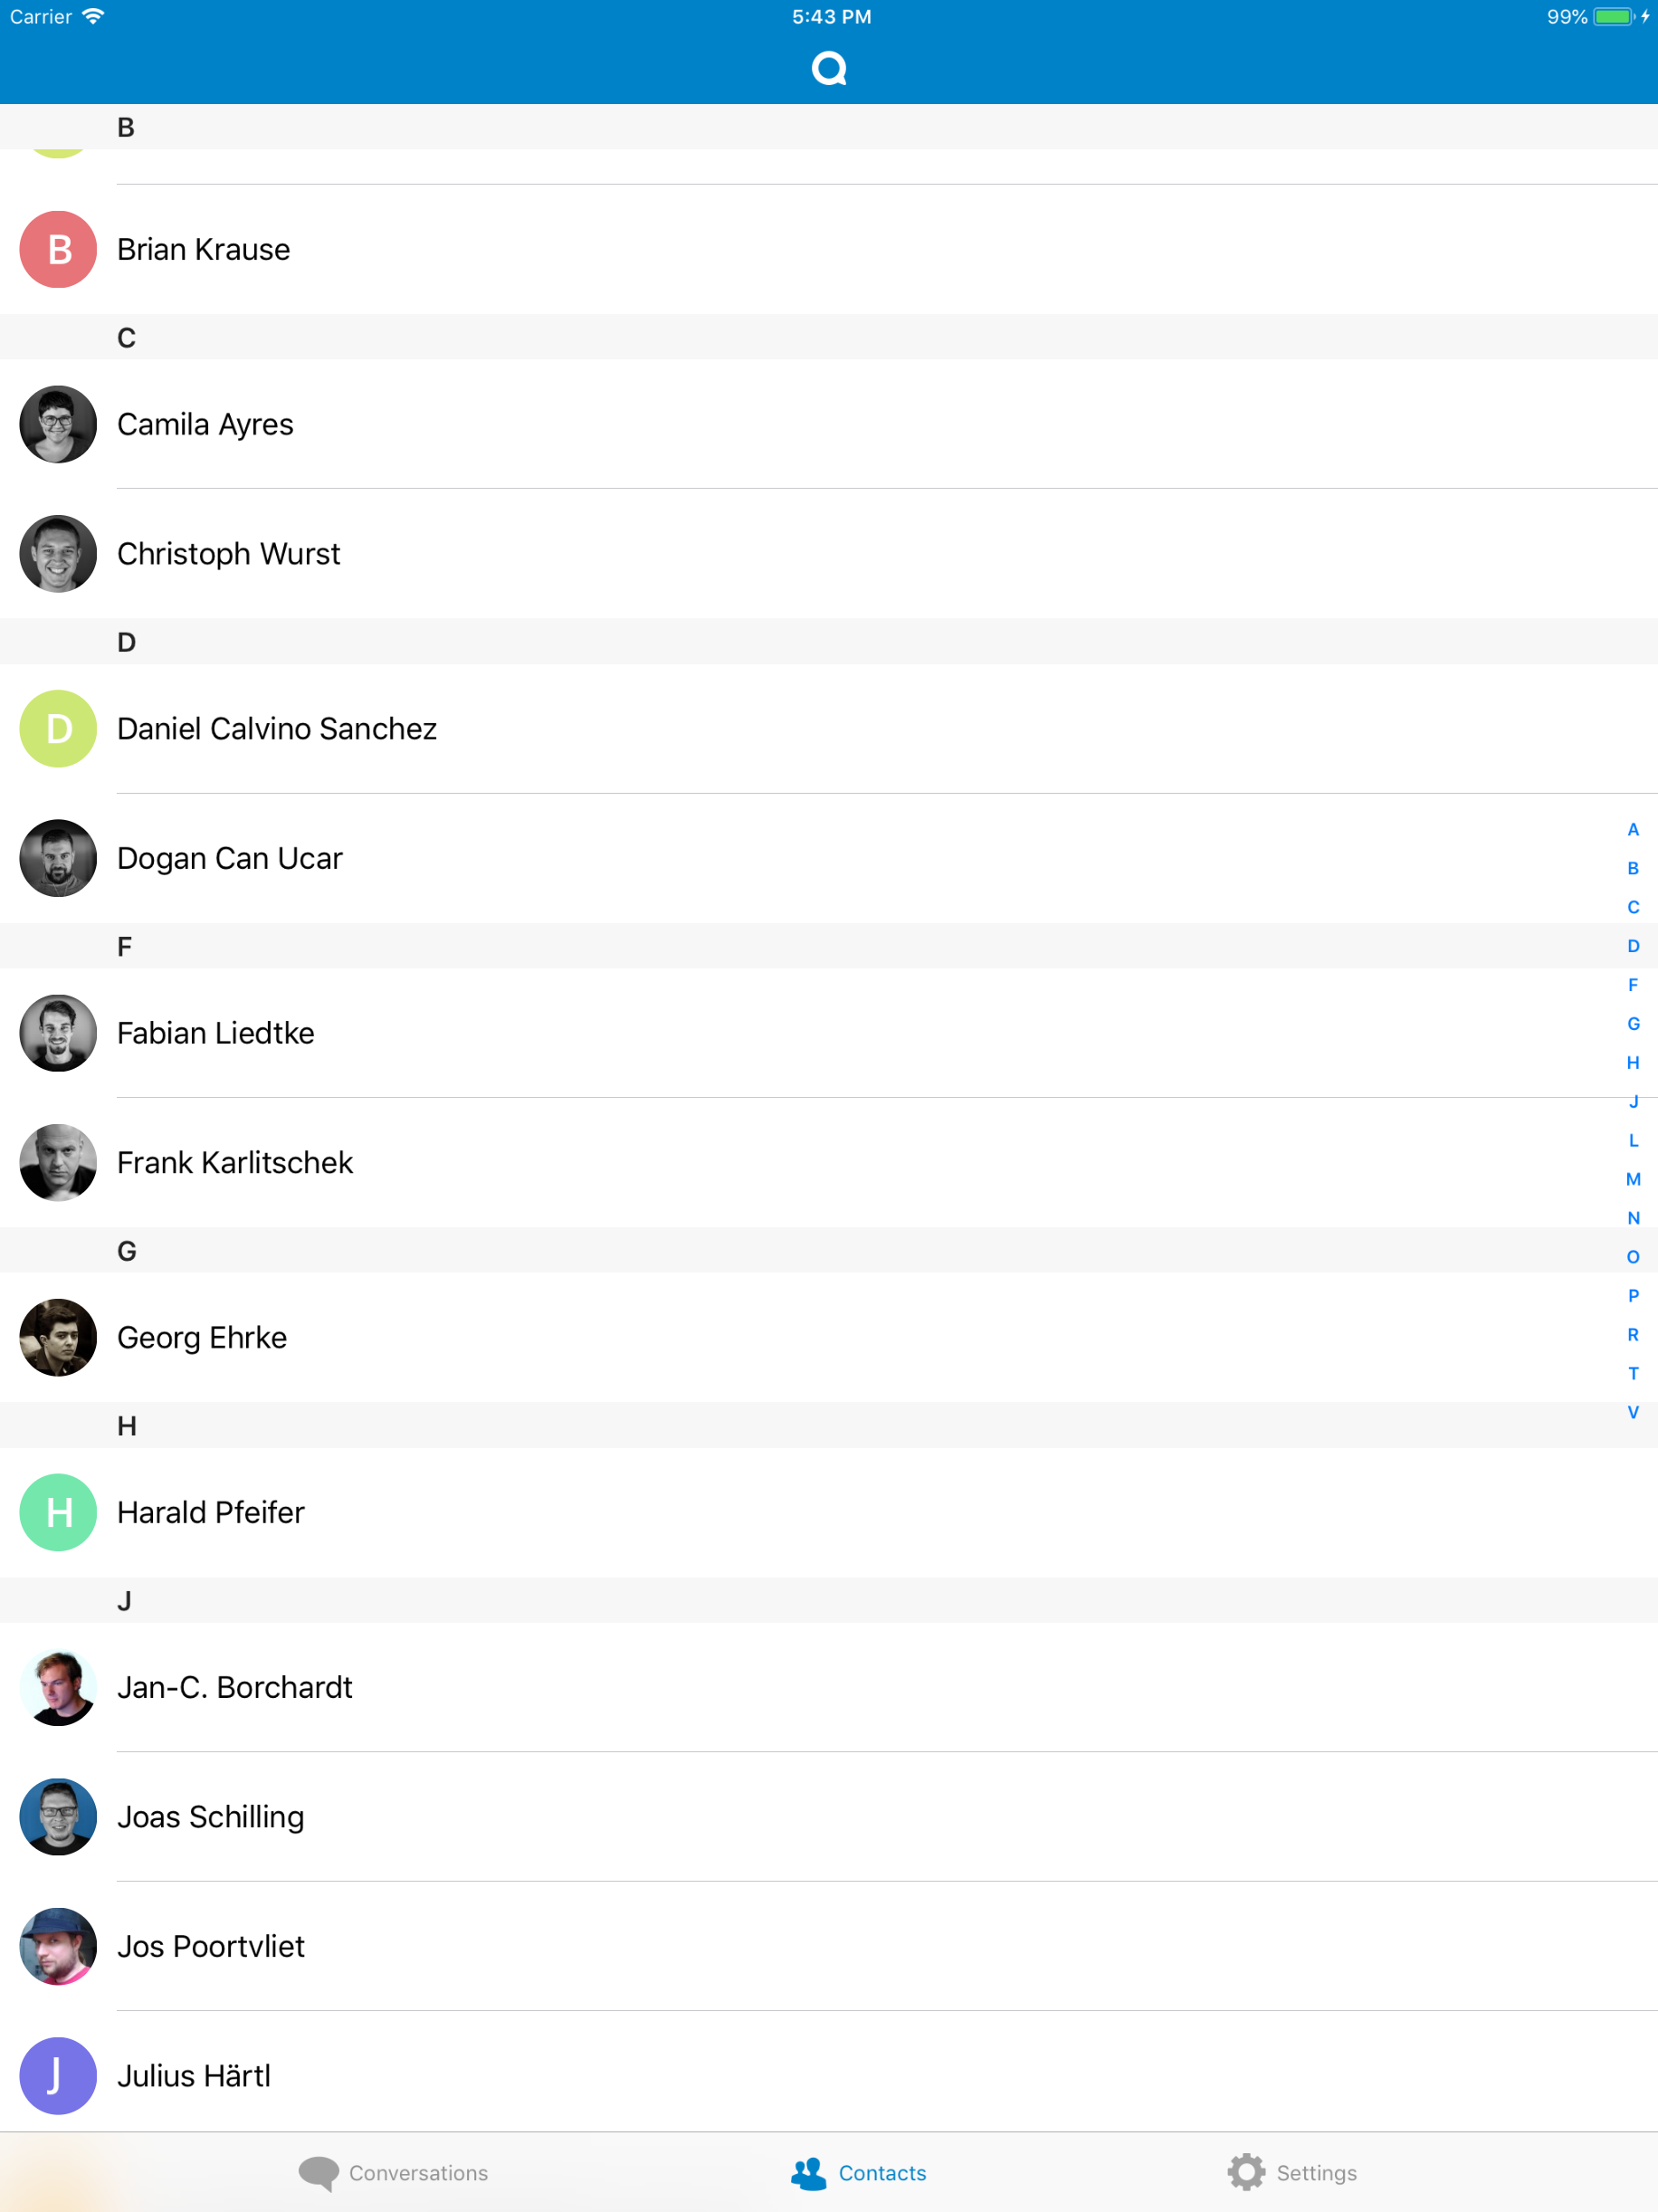 Carrier 5:43 PM 99%
B
B Brian Krause
C
Camila Ayres
Christoph Wurst
D
D Daniel Calvino Sanchez
Dogan Can Ucar
F
Fabian Liedtke
Frank Karlitschek
G
Georg Ehrke
H
H Harald Pfeifer
J
Jan-C. Borchardt
Joas Schilling
Jos Poortvliet
J Julius Härtl
A
B
C
D
F
G
H
J
L
M
N
O
P
R
T
V
Conversations Contacts Settings